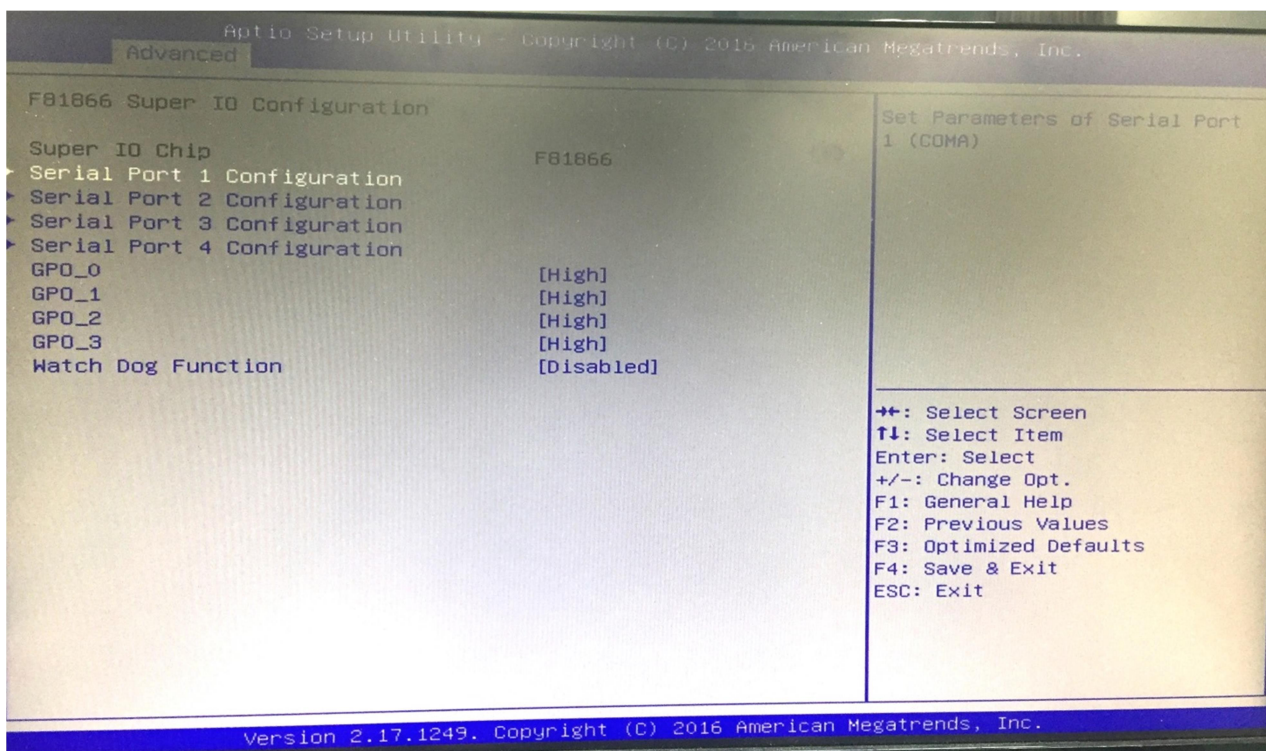 Aptio Setup Utility - Copyright (C) 2016 American Megatrends, Inc.
Advanced
F81866 Super IO Configuration
Super IO Chip F81866
Serial Port 1 Configuration
Serial Port 2 Configuration
Serial Port 3 Configuration
Serial Port 4 Configuration
GPO_0 [High]
GPO_1 [High]
GPO_2 [High]
GPO_3 [High]
Watch Dog Function [Disabled]
Set Parameters of Serial Port
1 (COMA)
→←: Select Screen
↑↓: Select Item
Enter: Select
+/-: Change Opt.
F1: General Help
F2: Previous Values
F3: Optimized Defaults
F4: Save & Exit
ESC: Exit
Version 2.17.1249. Copyright (C) 2016 American Megatrends, Inc.